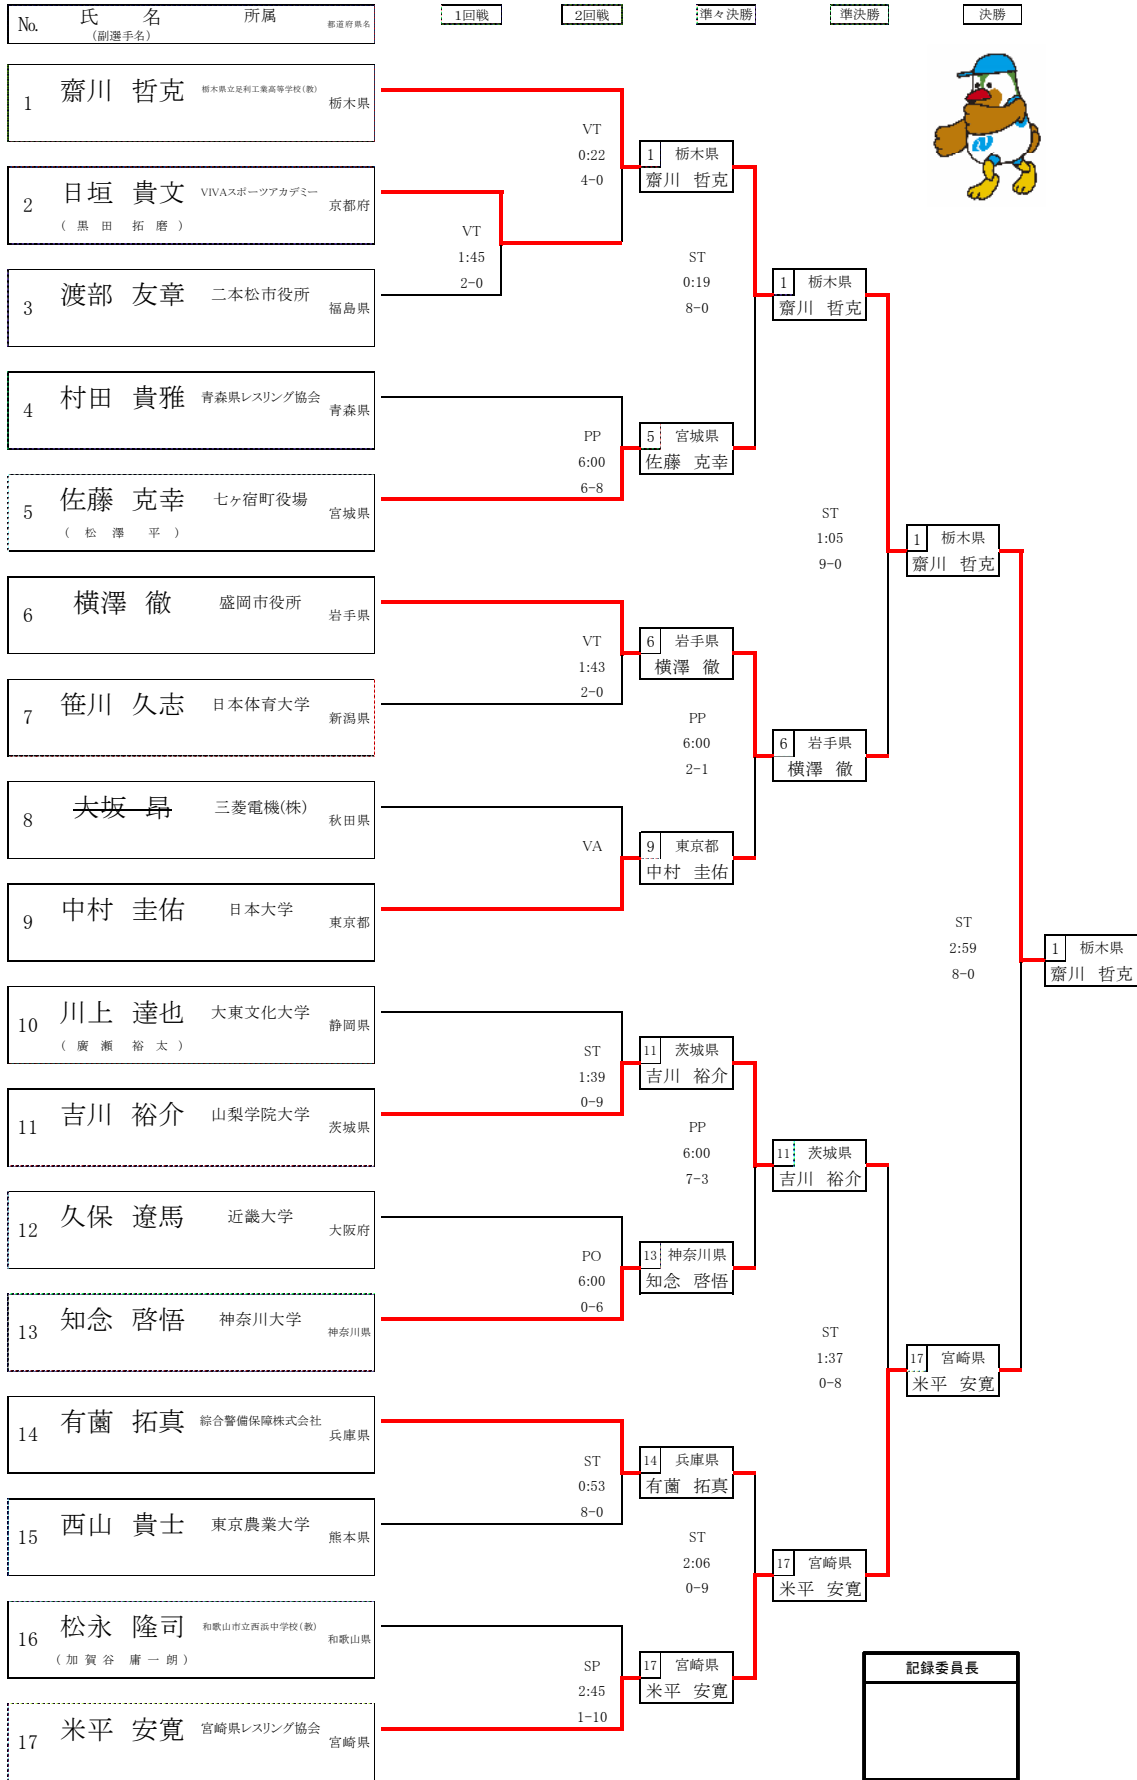 No. 氏 名 所属 都道府県名 1回戦 2回戦 準々決勝 準決勝 決勝
(副選手名)
1 齋川 哲克 栃木県立足利工業高等学校(教) 栃木県
2 日垣 貴文 VIVAスポーツアカデミー 京都府
( 黒田 拓磨 )
3 渡部 友章 二本松市役所 福島県
4 村田 貴雅 青森県レスリング協会 青森県
5 佐藤 克幸 七ヶ宿町役場 宮城県
( 松澤 平 )
6 横澤 徹 盛岡市役所 岩手県
7 笹川 久志 日本体育大学 新潟県
8 大坂 昂 三菱電機(株) 秋田県
9 中村 圭佑 日本大学 東京都
10 川上 達也 大東文化大学 静岡県
( 廣瀬 裕太 )
11 吉川 裕介 山梨学院大学 茨城県
12 久保 遼馬 近畿大学 大阪府
13 知念 啓悟 神奈川大学 神奈川県
14 有薗 拓真 綜合警備保障株式会社 兵庫県
15 西山 貴士 東京農業大学 熊本県
16 松永 隆司 和歌山市立西浜中学校(教) 和歌山県
( 加賀谷 庸一朗 )
17 米平 安寛 宮崎県レスリング協会 宮崎県
VT
1:45
2-0
VT
0:22
4-0
PP
6:00
6-8
VT
1:43
2-0
VA
ST
1:39
0-9
PO
6:00
0-6
ST
0:53
8-0
SP
2:45
1-10
1 栃木県
齋川 哲克
5 宮城県
佐藤 克幸
6 岩手県
横澤 徹
9 東京都
中村 圭佑
11 茨城県
吉川 裕介
13 神奈川県
知念 啓悟
14 兵庫県
有薗 拓真
17 宮崎県
米平 安寛
ST
0:19
8-0
PP
6:00
2-1
PP
6:00
7-3
ST
2:06
0-9
1 栃木県
齋川 哲克
6 岩手県
横澤 徹
11 茨城県
吉川 裕介
17 宮崎県
米平 安寛
ST
1:05
9-0
ST
1:37
0-8
1 栃木県
齋川 哲克
17 宮崎県
米平 安寛
ST
2:59
8-0
1 栃木県
齋川 哲克
記録委員長